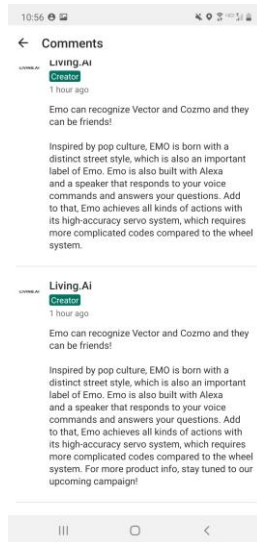 10:56
Comments
LIVING.AI
Living.Ai
Creator
1 hour ago
Emo can recognize Vector and Cozmo and they
can be friends!
Inspired by pop culture, EMO is born with a
distinct street style, which is also an important
label of Emo. Emo is also built with Alexa
and a speaker that responds to your voice
commands and answers your questions. Add
to that, Emo achieves all kinds of actions with
its high-accuracy servo system, which requires
more complicated codes compared to the wheel
system.
LIVING.AI
Living.Ai
Creator
1 hour ago
Emo can recognize Vector and Cozmo and they
can be friends!
Inspired by pop culture, EMO is born with a
distinct street style, which is also an important
label of Emo. Emo is also built with Alexa
and a speaker that responds to your voice
commands and answers your questions. Add
to that, Emo achieves all kinds of actions with
its high-accuracy servo system, which requires
more complicated codes compared to the wheel
system. For more product info, stay tuned to our
upcoming campaign!